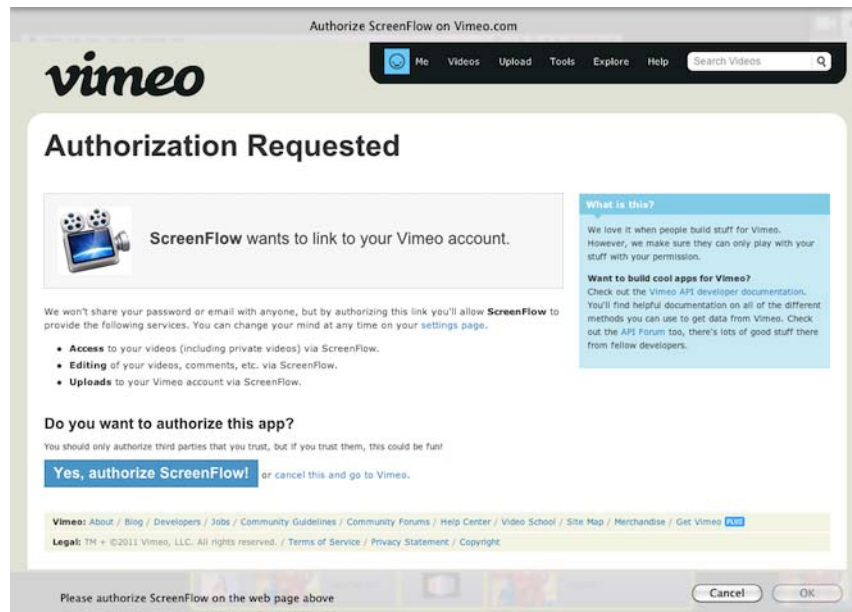 Authorize ScreenFlow on Vimeo.com
vimeo
Me Videos Upload Tools Explore Help Search Videos
Authorization Requested
ScreenFlow wants to link to your Vimeo account.
We won't share your password or email with anyone, but by authorizing this link you'll allow ScreenFlow to
provide the following services. You can change your mind at any time on your settings page.
• Access to your videos (including private videos) via ScreenFlow.
• Editing of your videos, comments, etc. via ScreenFlow.
• Uploads to your Vimeo account via ScreenFlow.
What is this?
We love it when people build stuff for Vimeo.
However, we make sure they can only play with your
stuff with your permission.
Want to build cool apps for Vimeo?
Check out the Vimeo API developer documentation.
You'll find helpful documentation on all of the different
methods you can use to get data from Vimeo. Check
out the API Forum too, there's lots of good stuff there
from fellow developers.
Do you want to authorize this app?
You should only authorize third parties that you trust, but if you trust them, this could be fun!
Yes, authorize ScreenFlow! or cancel this and go to Vimeo.
Vimeo: About / Blog / Developers / Jobs / Community Guidelines / Community Forums / Help Center / Video School / Site Map / Merchandise / Get Vimeo PLUS
Legal: TM + ©2011 Vimeo, LLC. All rights reserved. / Terms of Service / Privacy Statement / Copyright
Please authorize ScreenFlow on the web page above
Cancel OK